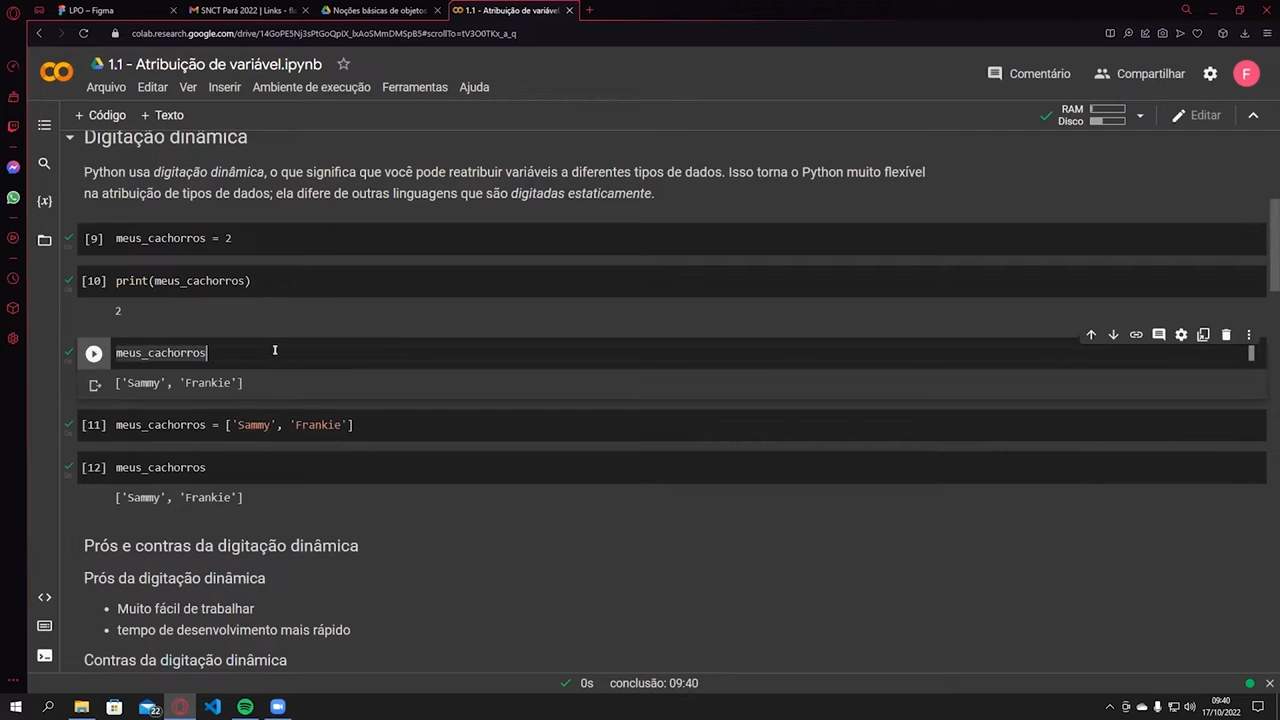 LPO – Figma
SNCT Pará 2022 | Links - f
Noções básicas de objetos
1.1 - Atribuição de variável
colab.research.google.com/drive/14GoPE5Nj3sPtGoQpIX_lxAoSMmDMSpB5#scrollTo=tV3O0TKx_a_q
1.1 - Atribuição de variável.ipynb
Comentário
Compartilhar
F
Arquivo Editar Ver Inserir Ambiente de execução Ferramentas Ajuda
+ Código + Texto
RAM
Disco
Editar
Digitação dinâmica
Python usa digitação dinâmica, o que significa que você pode reatribuir variáveis a diferentes tipos de dados. Isso torna o Python muito flexível
na atribuição de tipos de dados; ela difere de outras linguagens que são digitadas estaticamente.
[9] meus_cachorros = 2
[10] print(meus_cachorros)
2
meus_cachorros
['Sammy', 'Frankie']
[11] meus_cachorros = ['Sammy', 'Frankie']
[12] meus_cachorros
['Sammy', 'Frankie']
Prós e contras da digitação dinâmica
Prós da digitação dinâmica
• Muito fácil de trabalhar
• tempo de desenvolvimento mais rápido
Contras da digitação dinâmica
0s conclusão: 09:40
22
09:40
17/10/2022